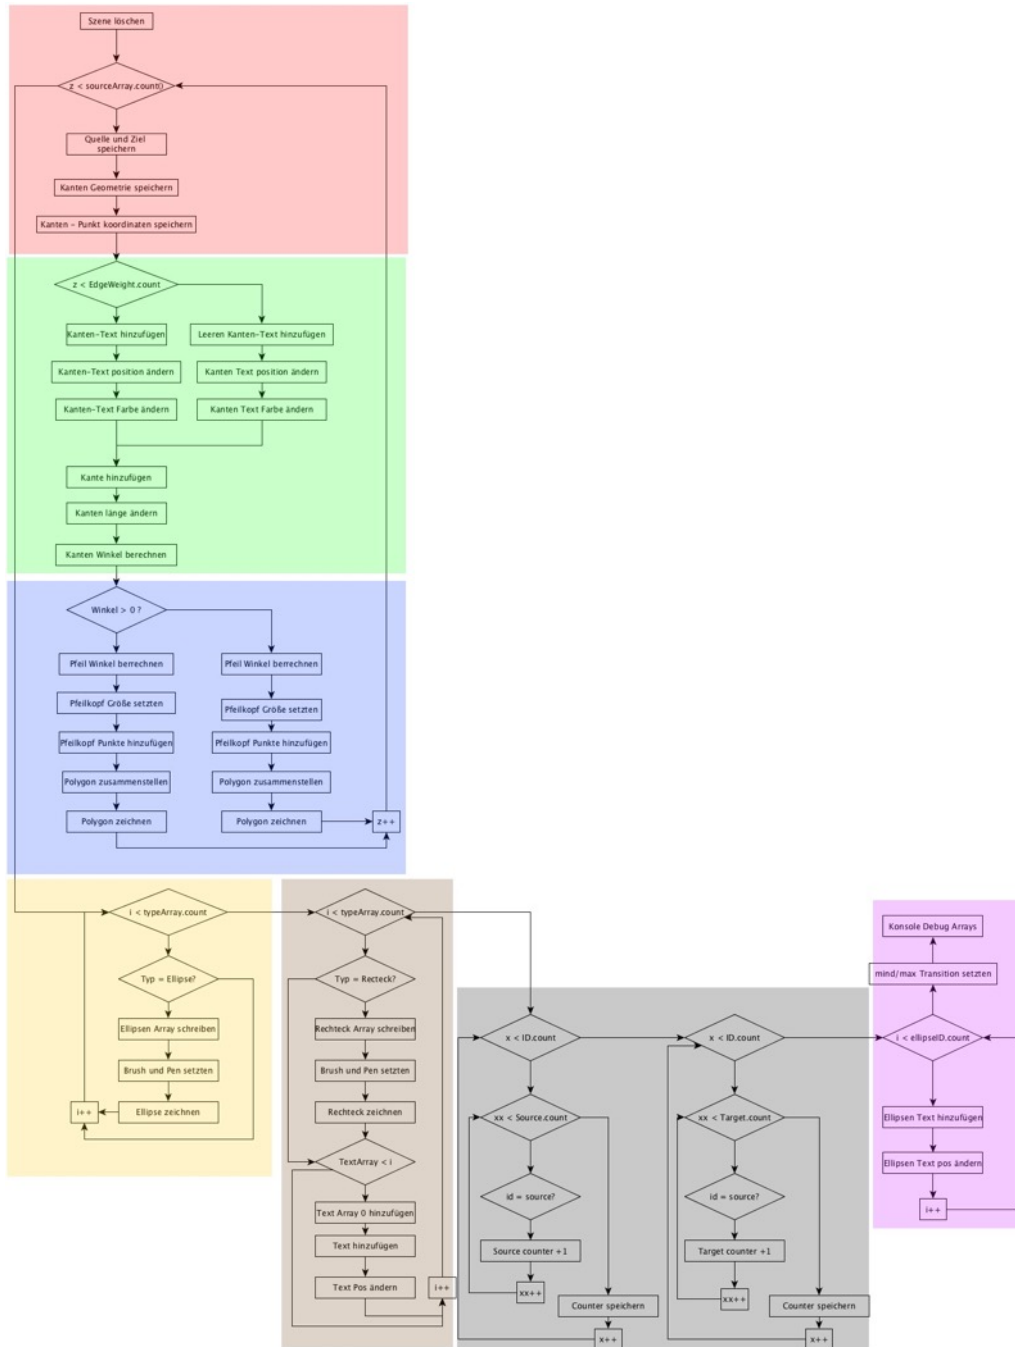 Szene löschen
z < sourceArray.count()
Quelle und Ziel
speichern
Kanten Geometrie speichern
Kanten - Punkt koordinaten speichern
z < EdgeWeight.count
Kanten-Text hinzufügen
Leeren Kanten-Text hinzufügen
Kanten-Text position ändern
Kanten Text position ändern
Kanten-Text Farbe ändern
Kanten Text Farbe ändern
Kante hinzufügen
Kanten länge ändern
Kanten Winkel berechnen
Winkel > 0 ?
Pfeil Winkel berrechnen
Pfeil Winkel berrechnen
Pfeilkopf Größe setzten
Pfeilkopf Größe setzten
Pfeilkopf Punkte hinzufügen
Pfeilkopf Punkte hinzufügen
Polygon zusammenstellen
Polygon zusammenstellen
Polygon zeichnen
Polygon zeichnen
z++
i < typeArray.count
Typ = Ellipse?
Ellipsen Array schreiben
Brush und Pen setzten
Ellipse zeichnen
i++
i < typeArray.count
Typ = Recteck?
Rechteck Array schreiben
Brush und Pen setzten
Rechteck zeichnen
TextArray < i
Text Array 0 hinzufügen
Text hinzufügen
Text Pos ändern
i++
x < ID.count
xx < Source.count
id = source?
Source counter +1
xx++
Counter speichern
x++
x < ID.count
xx < Target.count
id = source?
Target counter +1
xx++
Counter speichern
x++
Konsole Debug Arrays
mind/max Transition setzten
i < ellipseID.count
Ellipsen Text hinzufügen
Ellipsen Text pos ändern
i++